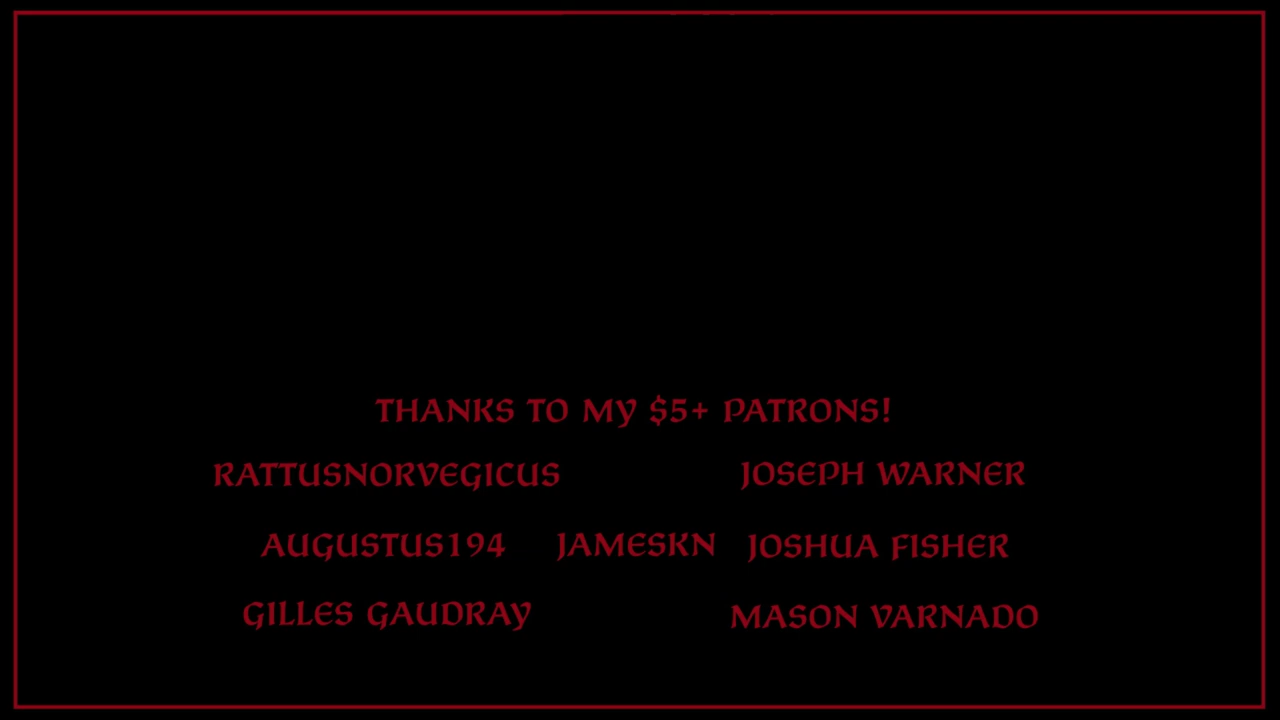 THANKS TO MY $5+ PATRONS!
RATTUSNORVEGICUS JOSEPH WARNER
AUGUSTUS194 JAMESKN JOSHUA FISHER
GILLES GAUDRAY MASON VARNADO